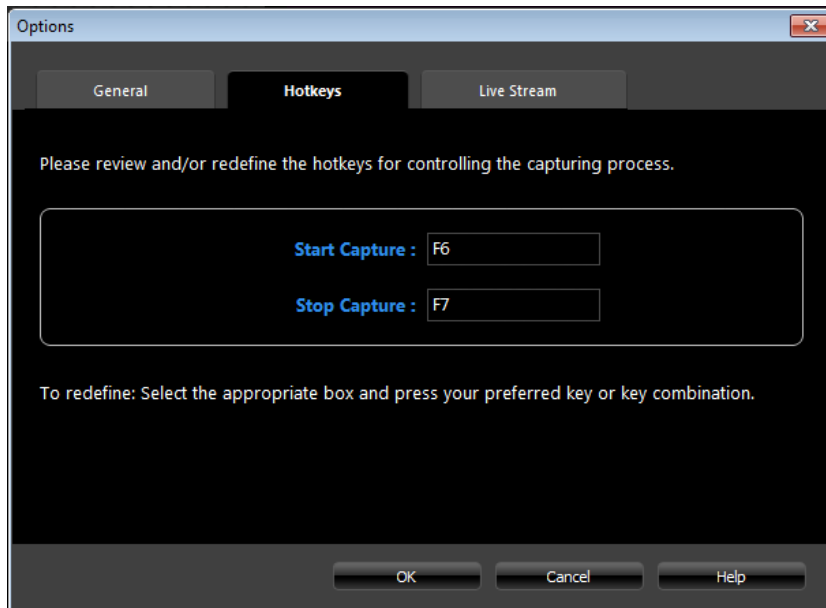 Options
General Hotkeys Live Stream
Please review and/or redefine the hotkeys for controlling the capturing process.
Start Capture : F6
Stop Capture : F7
To redefine: Select the appropriate box and press your preferred key or key combination.
OK Cancel Help